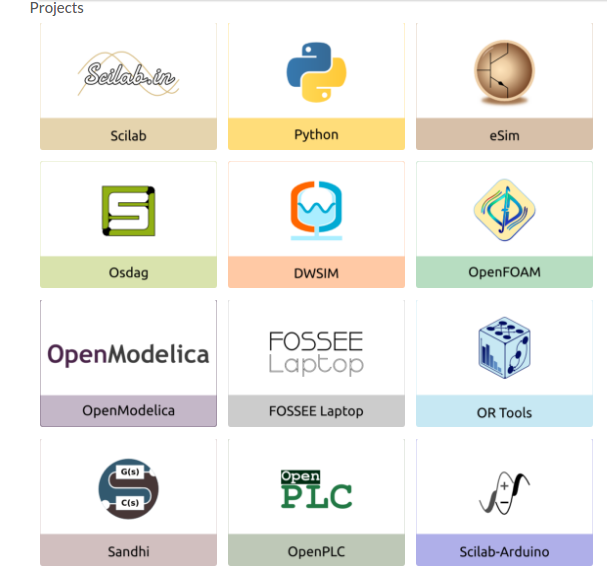 Projects
Scilab.in
Scilab
Python
eSim
Osdag
DWSIM
OpenFOAM
OpenModelica
OpenModelica
FOSSEE
Laptop
FOSSEE Laptop
OR Tools
G(s)
C(s)
Sandhi
Open
PLC
OpenPLC
Scilab-Arduino